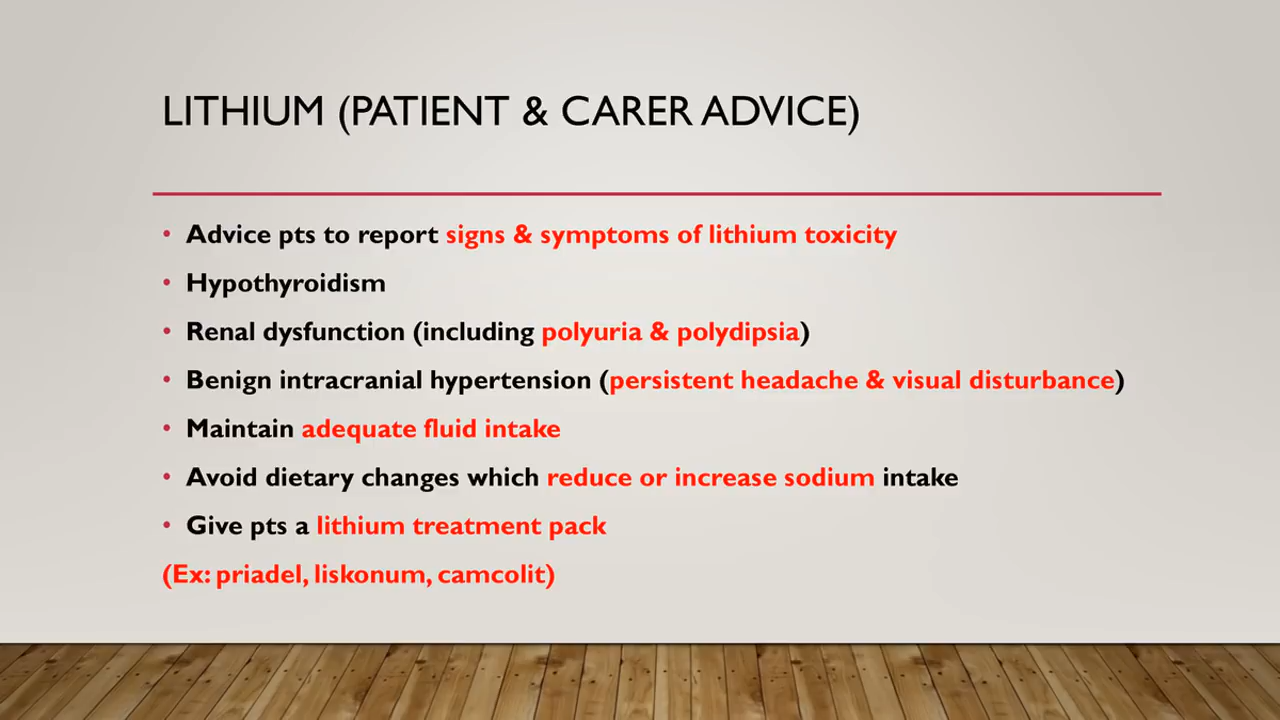 LITHIUM (PATIENT & CARER ADVICE)
• Advice pts to report signs & symptoms of lithium toxicity
• Hypothyroidism
• Renal dysfunction (including polyuria & polydipsia)
• Benign intracranial hypertension (persistent headache & visual disturbance)
• Maintain adequate fluid intake
• Avoid dietary changes which reduce or increase sodium intake
• Give pts a lithium treatment pack
(Ex: priadel, liskonum, camcolit)